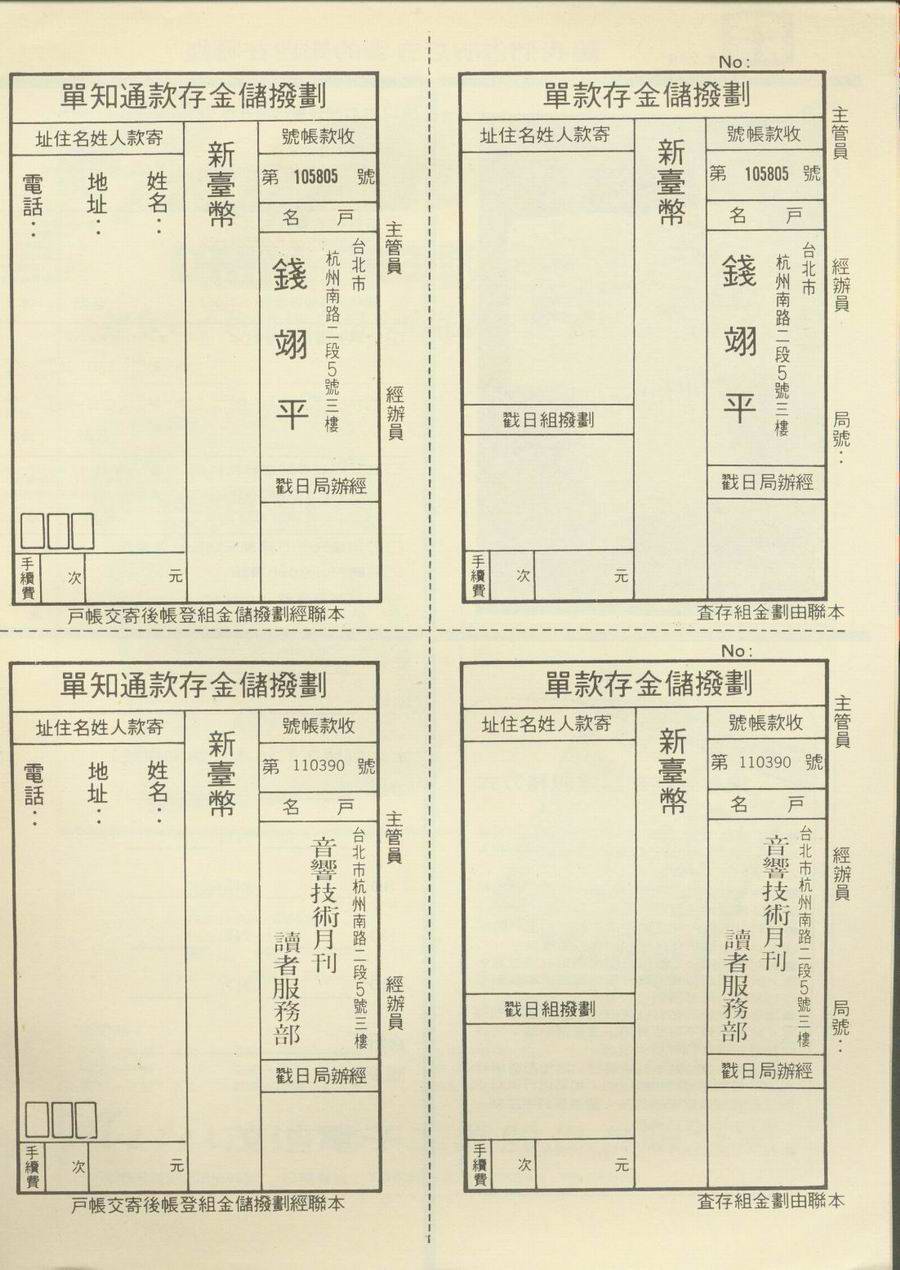 No:
劃撥儲金存款單
主管員
經辦員
局號：
收款帳號
第 105805 號
戶 名
台北市
杭州南路二段5號三樓
錢翊平
經辦局日戳
新臺幣
寄款人姓名住址
劃撥組日戳
手續費
次
元
本聯由劃金組存查
劃撥儲金存款通知單
主管員
經辦員
收款帳號
第 105805 號
戶 名
台北市
杭州南路二段5號三樓
錢翊平
經辦局日戳
新臺幣
寄款人姓名住址
姓名：
地址：
電話：
手續費
次
元
本聯經劃撥儲金組登帳後寄交帳戶
No:
劃撥儲金存款單
主管員
經辦員
局號：
收款帳號
第 110390 號
戶 名
台北市杭州南路二段5號三樓
音響技術月刊
讀者服務部
經辦局日戳
新臺幣
寄款人姓名住址
劃撥組日戳
手續費
次
元
本聯由劃金組存查
劃撥儲金存款通知單
主管員
經辦員
收款帳號
第 110390 號
戶 名
台北市杭州南路二段5號三樓
音響技術月刊
讀者服務部
經辦局日戳
新臺幣
寄款人姓名住址
姓名：
地址：
電話：
手續費
次
元
本聯經劃撥儲金組登帳後寄交帳戶